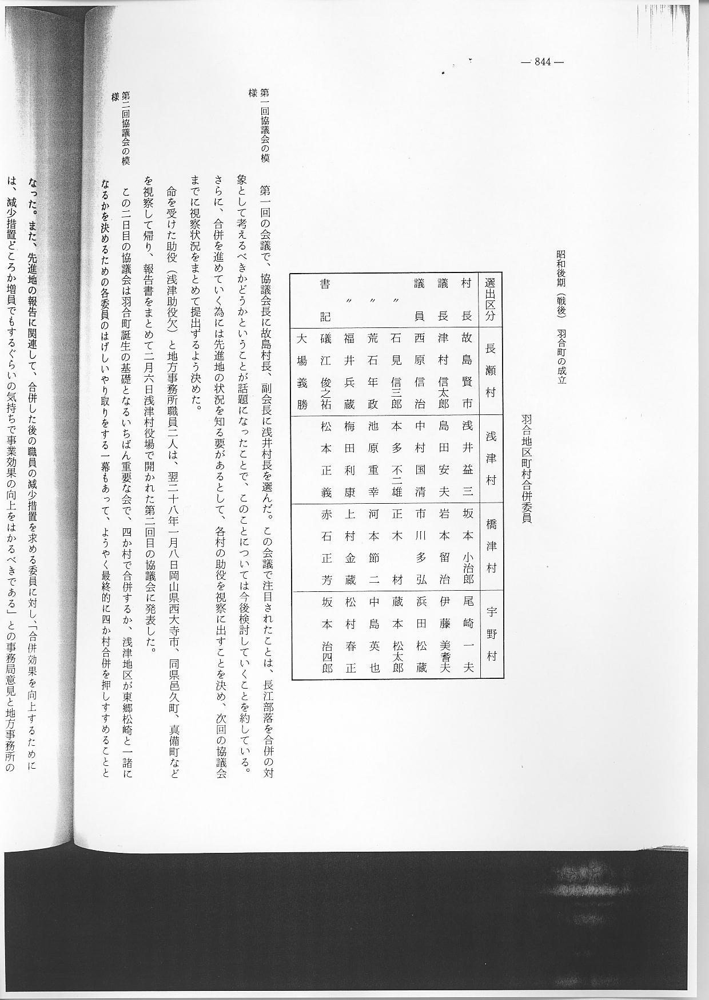 — 844 —
昭和後期（戦後）　羽合町の成立
羽合地区町村合併委員
選出区分　長瀬村　浅津村　橋津村　宇野村
村長　故島賢市　浅井益三　坂本小治郎　尾崎一夫
議長　津村信太郎　島田安夫　岩本留治　伊藤美耆夫
議員　西原信治　中村国清　市川多弘　浜田松蔵
〃　石見信三郎　本多不二雄　正木材　蔵本松太郎
〃　荒石年政　池原重幸　河本節二　中島英也
〃　福井兵蔵　梅田利康　上村金蔵　松村春正
書記　礒江俊之祐　松本正義　赤石正芳　坂本治四郎
大場義勝
第一回協議会の模
様
第一回の会議で、協議会長に故島村長、副会長に浅井村長を選んだ。この会議で注目されたことは、長江部落を合併の対
象として考えるべきかどうかということが話題になったことで、このことについては今後検討していくことを約している。
さらに、合併を進めていく為には先進地の状況を知る要があるとして、各村の助役を視察に出すことを決め、次回の協議会
までに視察状況をまとめて提出ずるよう決めた。
命を受けた助役（浅津助役欠）と地方事務所職員二人は、翌二十八年一月八日岡山県西大寺市、同県邑久町、真備町など
を視察して帰り、報告書をまとめて二月六日浅津村役場で開かれた第二回目の協議会に発表した。
第二回協議会の模
様
この二日目の協議会は羽合町誕生の基礎となるいちばん重要な会で、四か村で合併するか、浅津地区が東郷松崎と一諸に
なるかを決めるための各委員のはげしいやり取りをする一幕もあって、ようやく最終的に四か村合併を押しすすめることと
なった。また、先進地の報告に関連して、合併した後の職員の減少措置を求める委員に対し、「合併効果を向上するために
は、減少措置どころか増員でもするぐらいの気持ちで事業効果の向上をはかるべきである」との事務局意見と地方事務所の